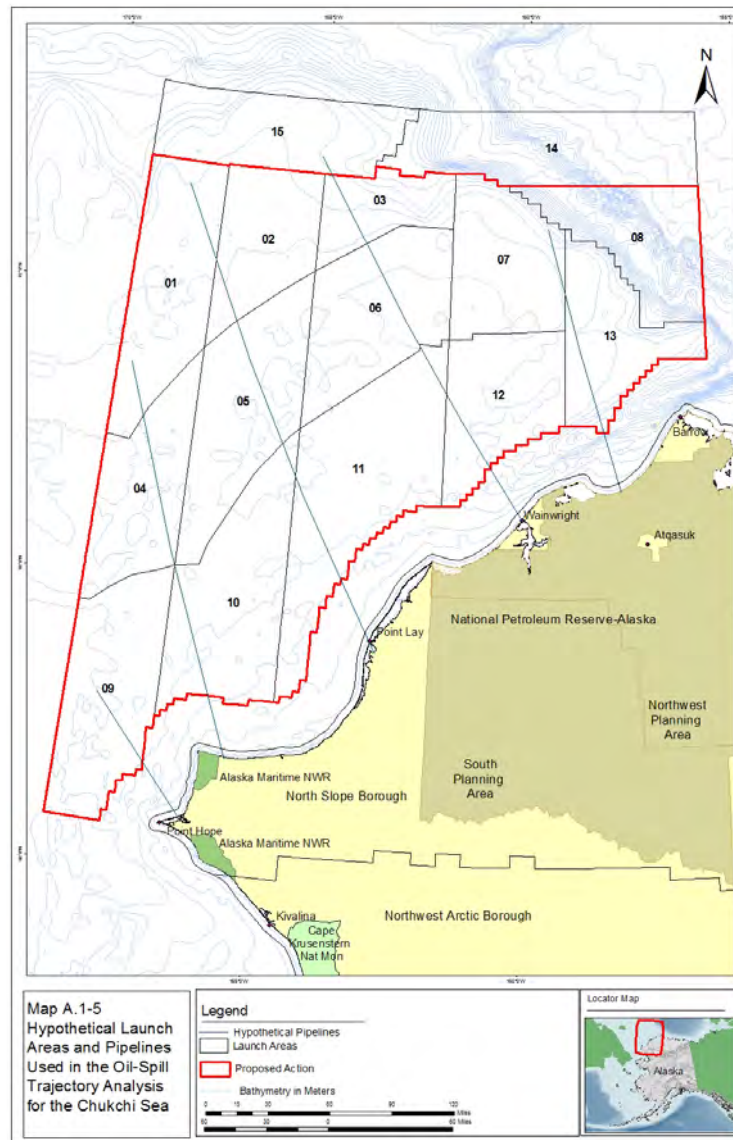 N
15
14
03
02
08
01
07
06
13
05
12
Barrow
04
11
Wainwright
Atqasuk
10
National Petroleum Reserve-Alaska
Point Lay
09
Northwest
Planning
Area
South
Planning
Area
Alaska Maritime NWR
North Slope Borough
Point Hope
Alaska Maritime NWR
Kivalina
Northwest Arctic Borough
Cape
Krusenstern
Nat Mon
Map A.1-5
Hypothetical Launch
Areas and Pipelines
Used in the Oil-Spill
Trajectory Analysis
for the Chukchi Sea
Legend
Hypothetical Pipelines
Launch Areas
Proposed Action
Bathymetry in Meters
Miles
Miles
Locator Map
Alaska